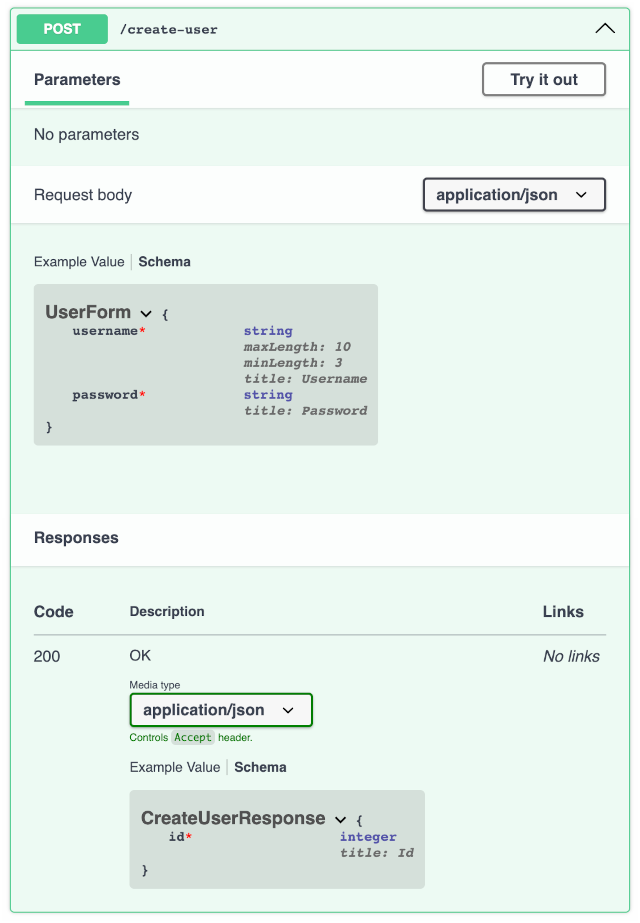 POST /create-user
Parameters Try it out
No parameters
Request body application/json
Example Value Schema
UserForm {
username* string
maxLength: 10
minLength: 3
title: Username
password* string
title: Password
}
Responses
Code Description Links
200 OK No links
Media type
application/json
Controls Accept header.
Example Value Schema
CreateUserResponse {
id* integer
title: Id
}